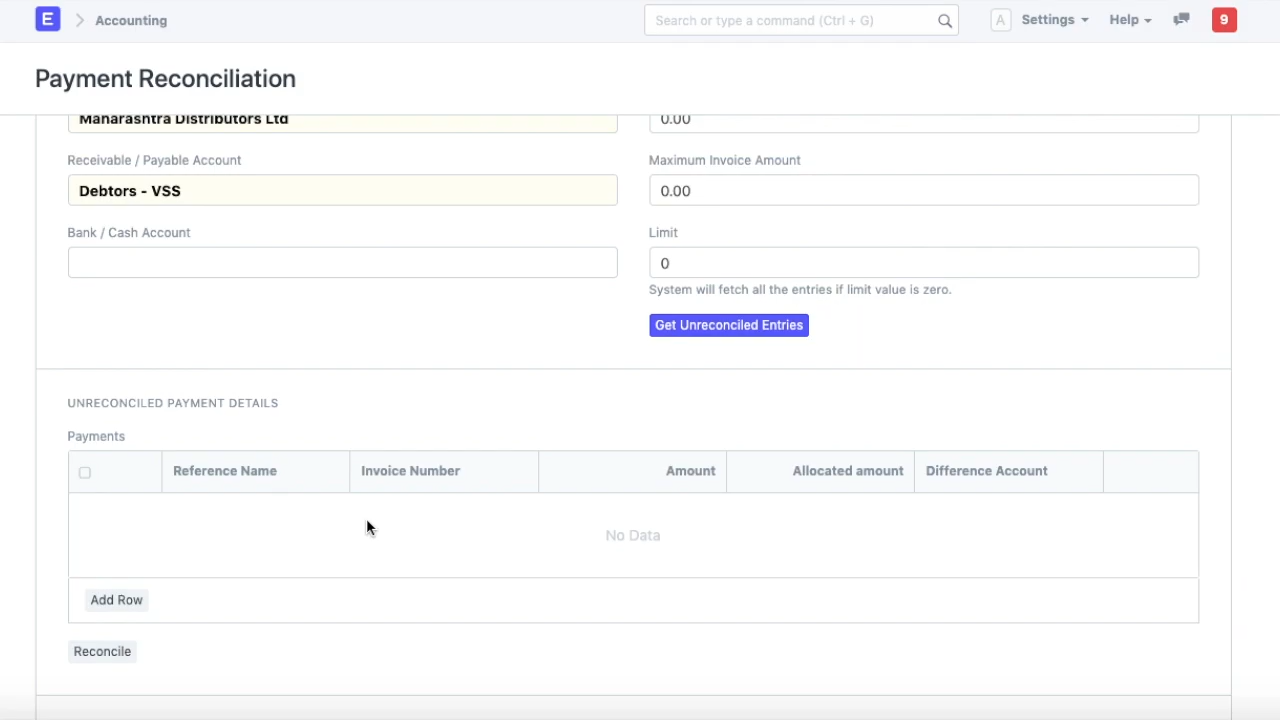 E
Accounting
Search or type a command (Ctrl + G)
A
Settings
Help
9
Payment Reconciliation
Maharashtra Distributors Ltd
0.00
Receivable / Payable Account
Maximum Invoice Amount
Debtors - VSS
0.00
Bank / Cash Account
Limit
0
System will fetch all the entries if limit value is zero.
Get Unreconciled Entries
UNRECONCILED PAYMENT DETAILS
Payments
Reference Name
Invoice Number
Amount
Allocated amount
Difference Account
No Data
Add Row
Reconcile